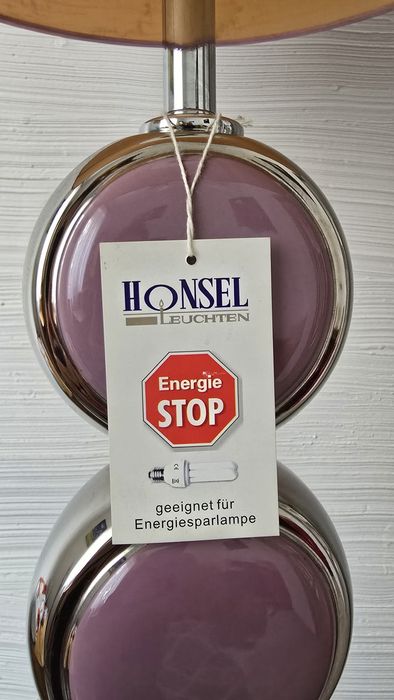 HONSEL
LEUCHTEN
Energie
STOP
geeignet für
Energiesparlampe